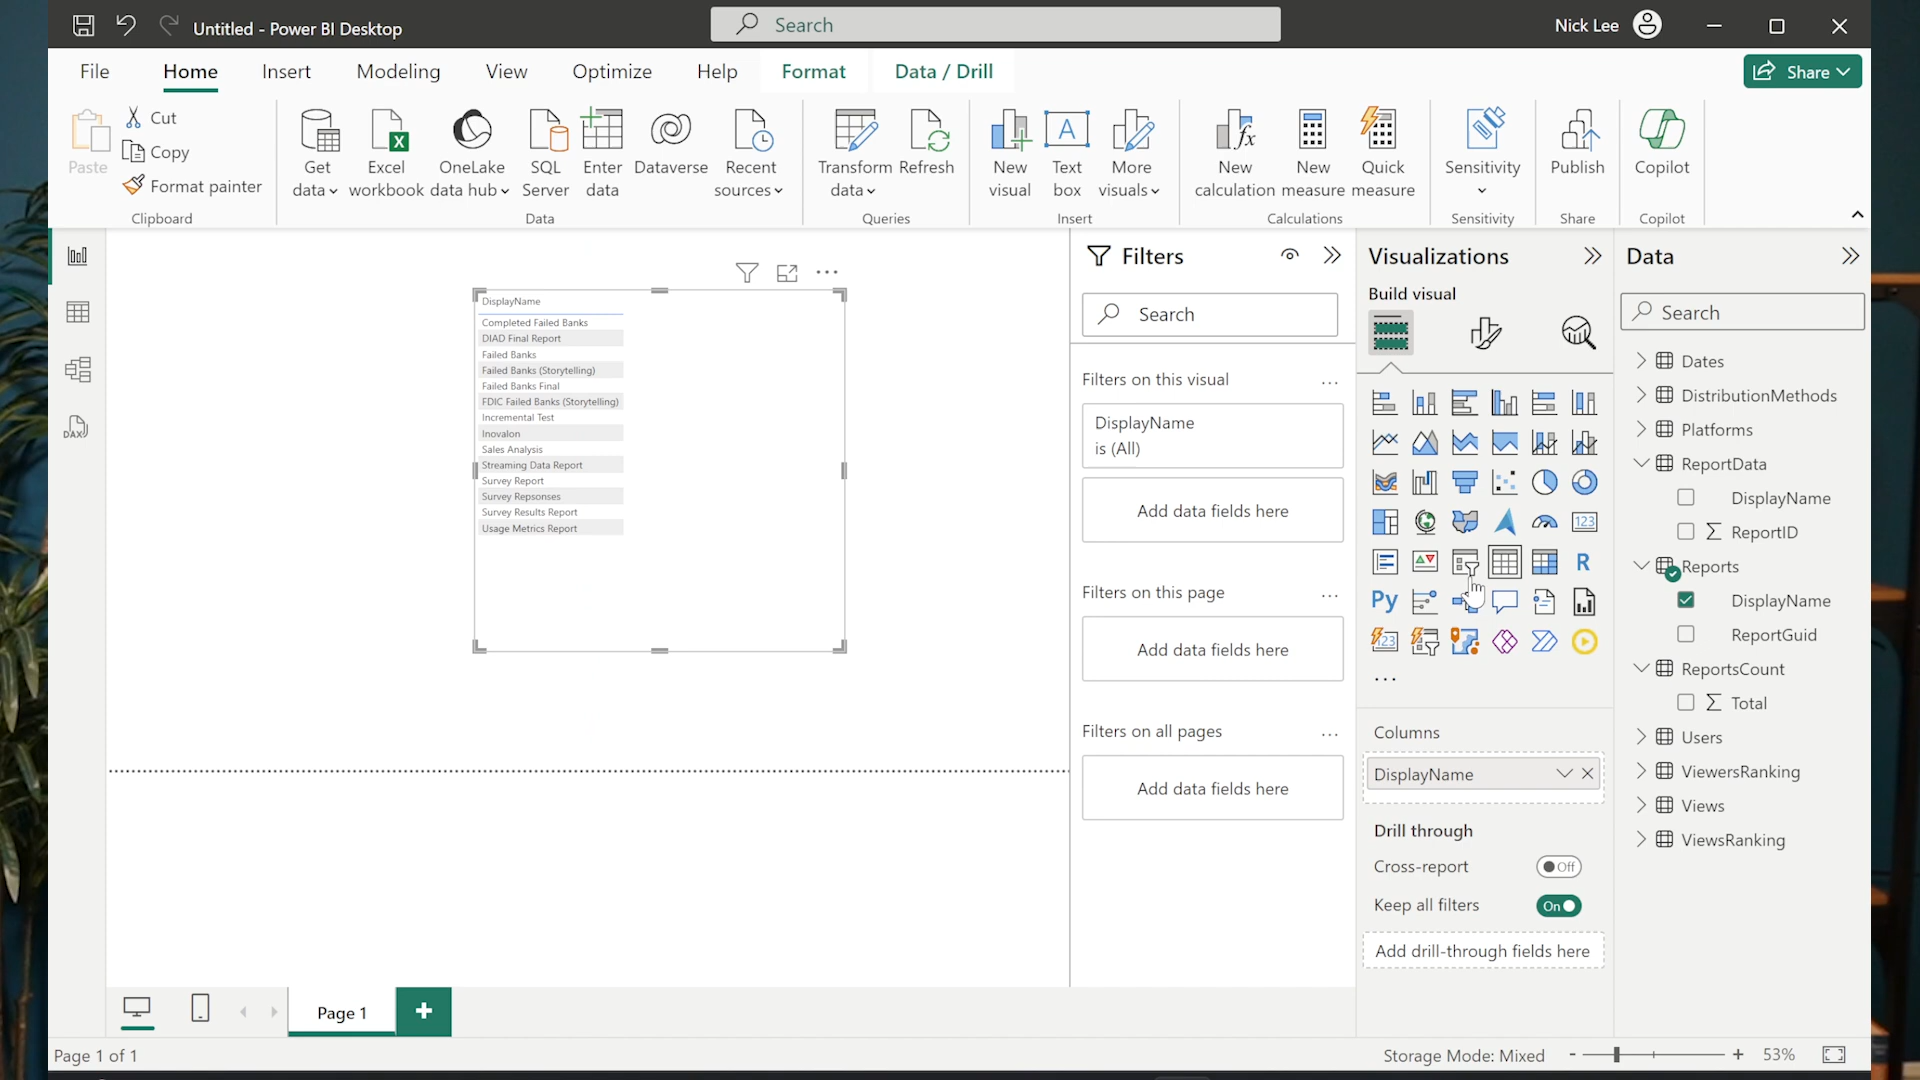 Untitled - Power BI Desktop
Search
Nick Lee
File
Home
Insert
Modeling
View
Optimize
Help
Format
Data / Drill
Share
Paste
Cut
Copy
Format painter
Clipboard
Get data
Excel workbook
OneLake data hub
SQL Server
Enter data
Dataverse
Recent sources
Data
Transform data
Refresh
Queries
New visual
Text box
More visuals
Insert
New calculation
New measure
Quick measure
Calculations
Sensitivity
Sensitivity
Publish
Share
Copilot
Copilot
DAX
DisplayName
Completed Failed Banks
DIAD Final Report
Failed Banks
Failed Banks (Storytelling)
Failed Banks Final
FDIC Failed Banks (Storytelling)
Incremental Test
Inovalon
Sales Analysis
Streaming Data Report
Survey Report
Survey Repsonses
Survey Results Report
Usage Metrics Report
Filters
Search
Filters on this visual
DisplayName
is (All)
Add data fields here
Filters on this page
Add data fields here
Filters on all pages
Add data fields here
Visualizations
Build visual
123
R
Py
123
Columns
DisplayName
Drill through
Cross-report
Off
Keep all filters
On
Add drill-through fields here
Data
Search
Dates
DistributionMethods
Platforms
ReportData
DisplayName
ReportID
Reports
DisplayName
ReportGuid
ReportsCount
Total
Users
ViewersRanking
Views
ViewsRanking
Page 1
Page 1 of 1
Storage Mode: Mixed
- + 53%